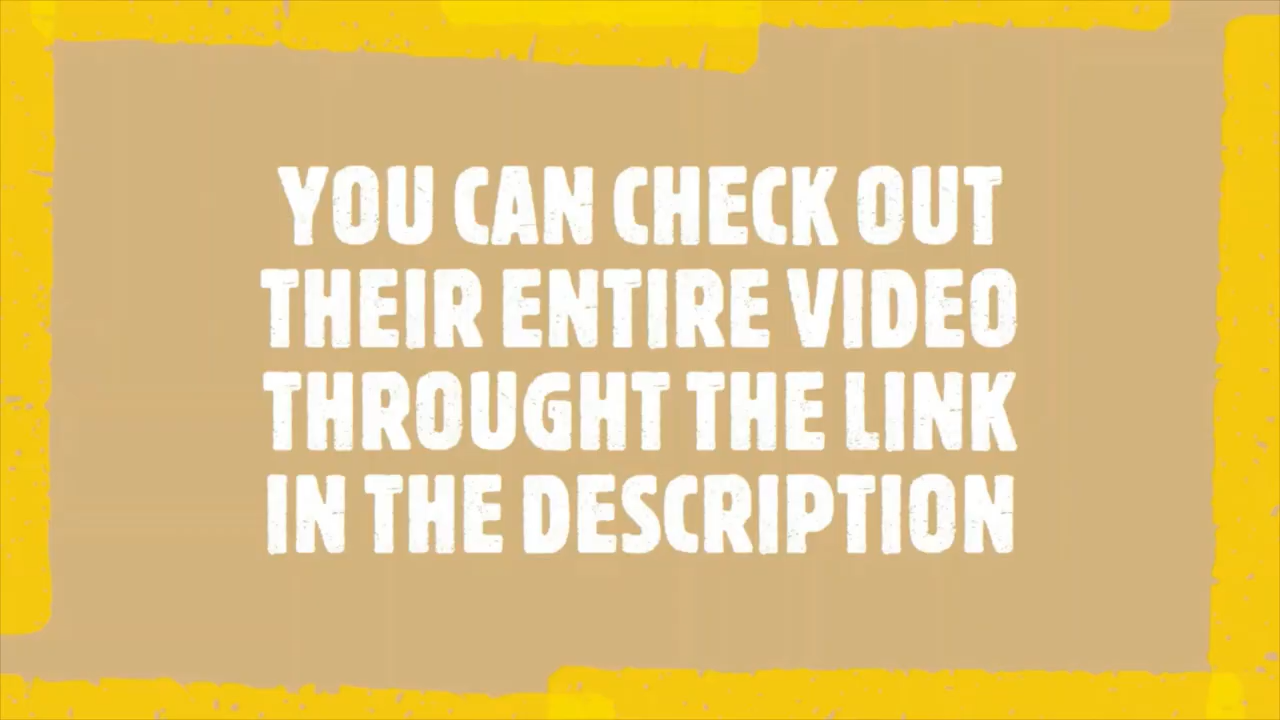 YOU CAN CHECK OUT
THEIR ENTIRE VIDEO
THROUGHT THE LINK
IN THE DESCRIPTION